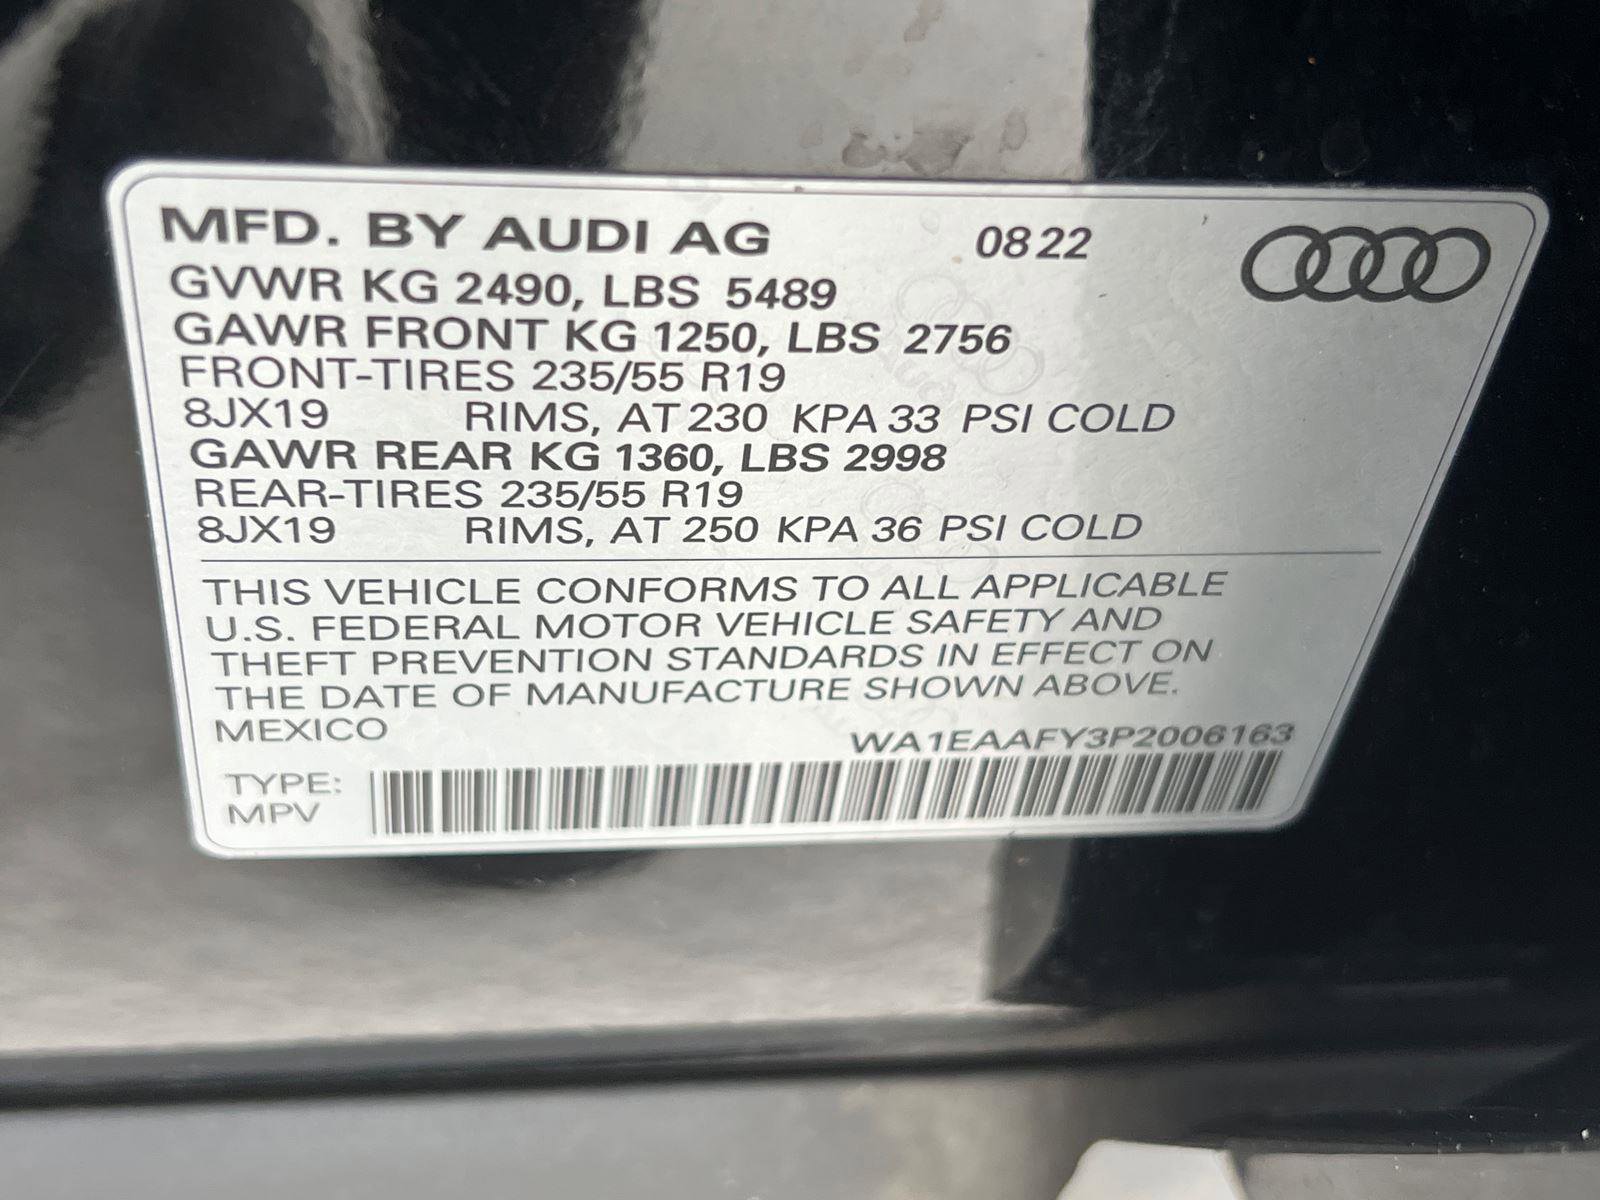 MFD. BY AUDI AG 08 22
GVWR KG 2490, LBS 5489
GAWR FRONT KG 1250, LBS 2756
FRONT-TIRES 235/55 R19
8JX19 RIMS, AT 230 KPA 33 PSI COLD
GAWR REAR KG 1360, LBS 2998
REAR-TIRES 235/55 R19
8JX19 RIMS, AT 250 KPA 36 PSI COLD
THIS VEHICLE CONFORMS TO ALL APPLICABLE
U.S. FEDERAL MOTOR VEHICLE SAFETY AND
THEFT PREVENTION STANDARDS IN EFFECT ON
THE DATE OF MANUFACTURE SHOWN ABOVE.
MEXICO WA1EAAFY3P2006163
TYPE:
MPV